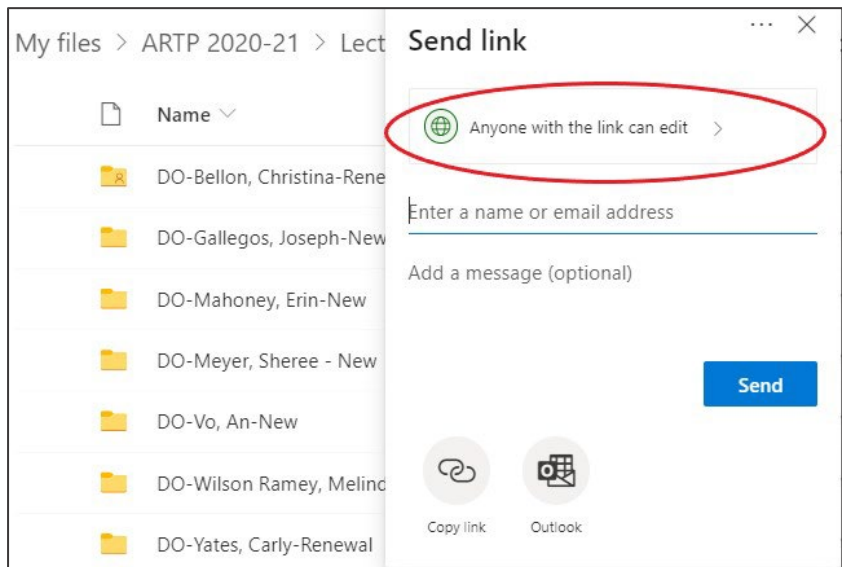 My files > ARTP 2020-21 > Lect
Name
DO-Bellon, Christina-Rene
DO-Gallegos, Joseph-New
DO-Mahoney, Erin-New
DO-Meyer, Sheree - New
DO-Vo, An-New
DO-Wilson Ramey, Melind
DO-Yates, Carly-Renewal
Send link
Anyone with the link can edit
Enter a name or email address
Add a message (optional)
Send
Copy link
Outlook